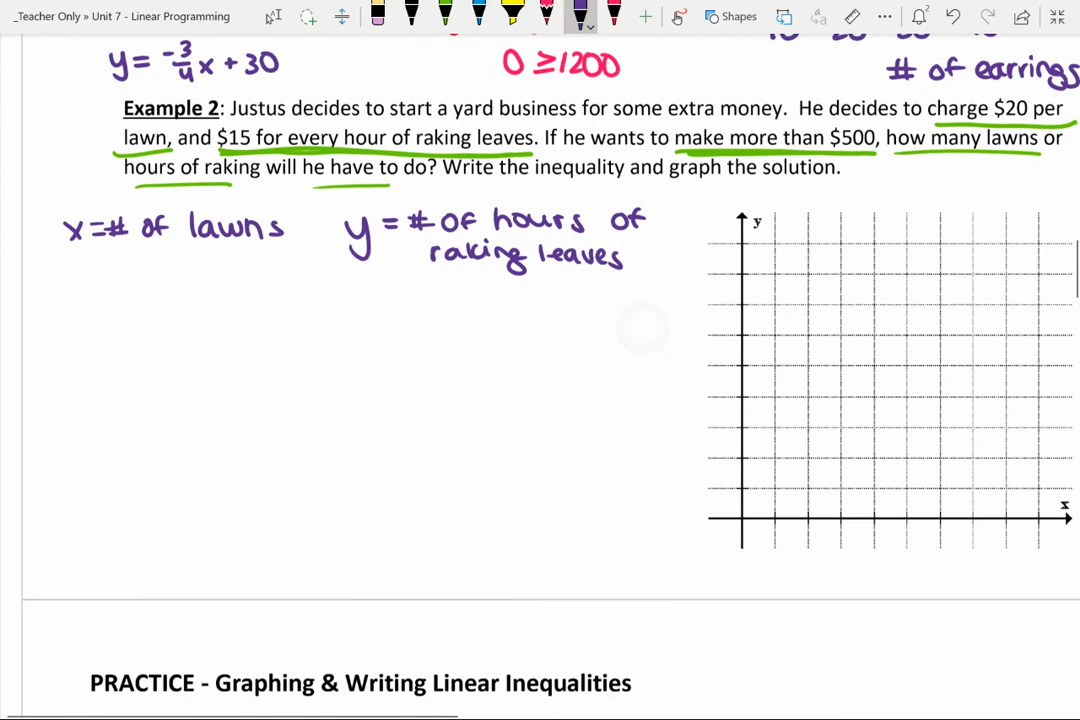 _Teacher Only » Unit 7 - Linear Programming
Shapes
2
y = -3/4x + 30
0 ≥ 1200
# of earrings
Example 2: Justus decides to start a yard business for some extra money. He decides to charge $20 per
lawn, and $15 for every hour of raking leaves. If he wants to make more than $500, how many lawns or
hours of raking will he have to do? Write the inequality and graph the solution.
x = # of lawns
y = # of hours of
raking leaves
y
x
PRACTICE - Graphing & Writing Linear Inequalities